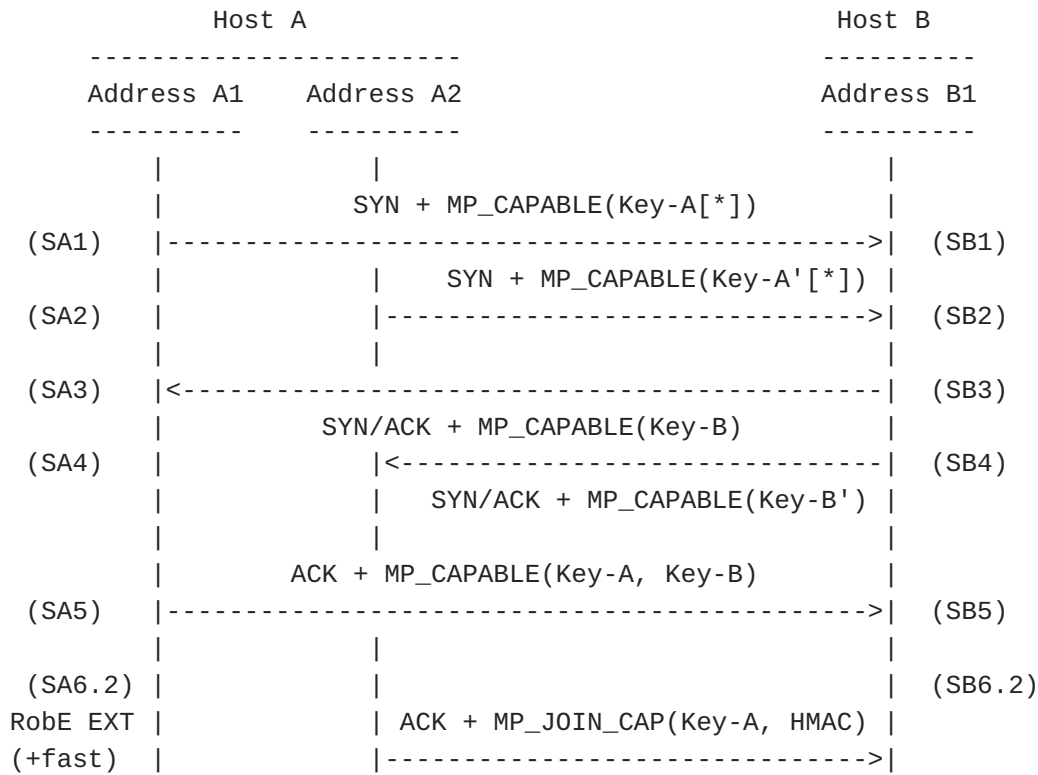 Host A Host B
------------------------ ----------
Address A1 Address A2 Address B1
---------- ---------- ----------
| | |
| SYN + MP_CAPABLE(Key-A[*]) |
(SA1) |--------------------------------------------->| (SB1)
| | SYN + MP_CAPABLE(Key-A'[*]) |
(SA2) | |------------------------------->| (SB2)
| | |
(SA3) |<---------------------------------------------| (SB3)
| SYN/ACK + MP_CAPABLE(Key-B) |
(SA4) | |<-------------------------------| (SB4)
| | SYN/ACK + MP_CAPABLE(Key-B') |
| | |
| ACK + MP_CAPABLE(Key-A, Key-B) |
(SA5) |--------------------------------------------->| (SB5)
| | |
(SA6.2) | | | (SB6.2)
RobE EXT | | ACK + MP_JOIN_CAP(Key-A, HMAC) |
(+fast) | |------------------------------->|